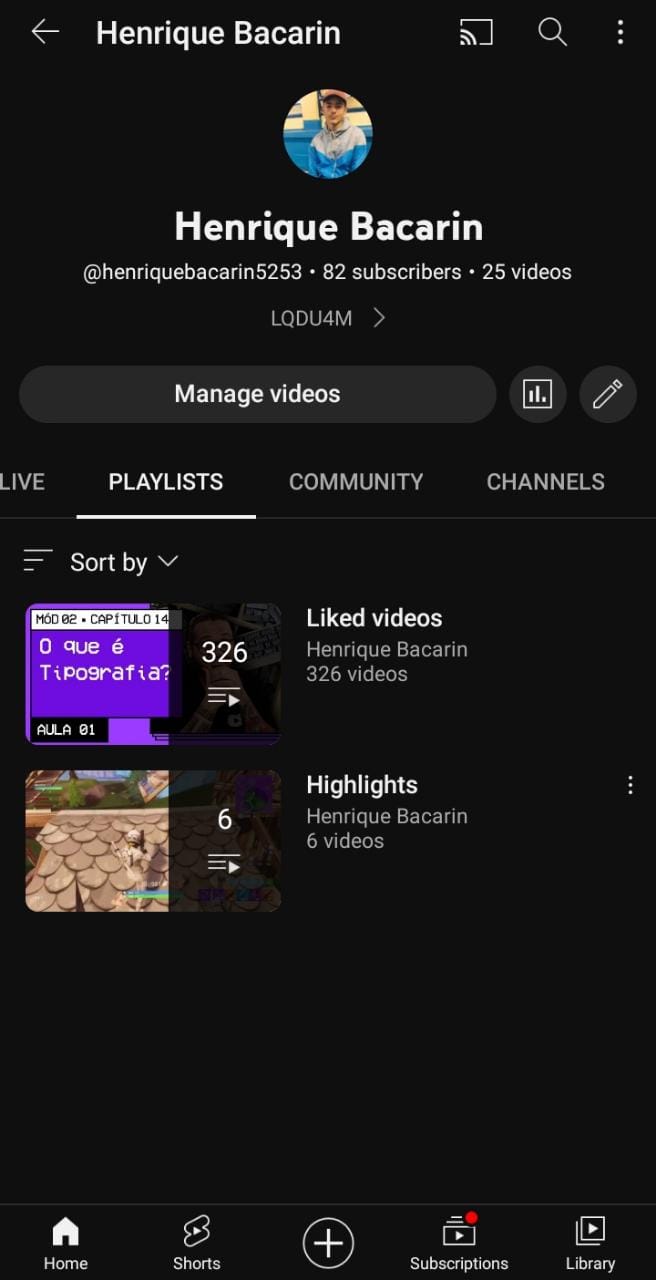 Henrique Bacarin
Henrique Bacarin
@henriquebacarin5253 • 82 subscribers • 25 videos
LQDU4M
Manage videos
LIVE
PLAYLISTS
COMMUNITY
CHANNELS
Sort by
MÓD 02 • CAPÍTULO 14
O que é
Tipografia?
AULA 01
326
Liked videos
Henrique Bacarin
326 videos
6
Highlights
Henrique Bacarin
6 videos
Home
Shorts
Subscriptions
Library